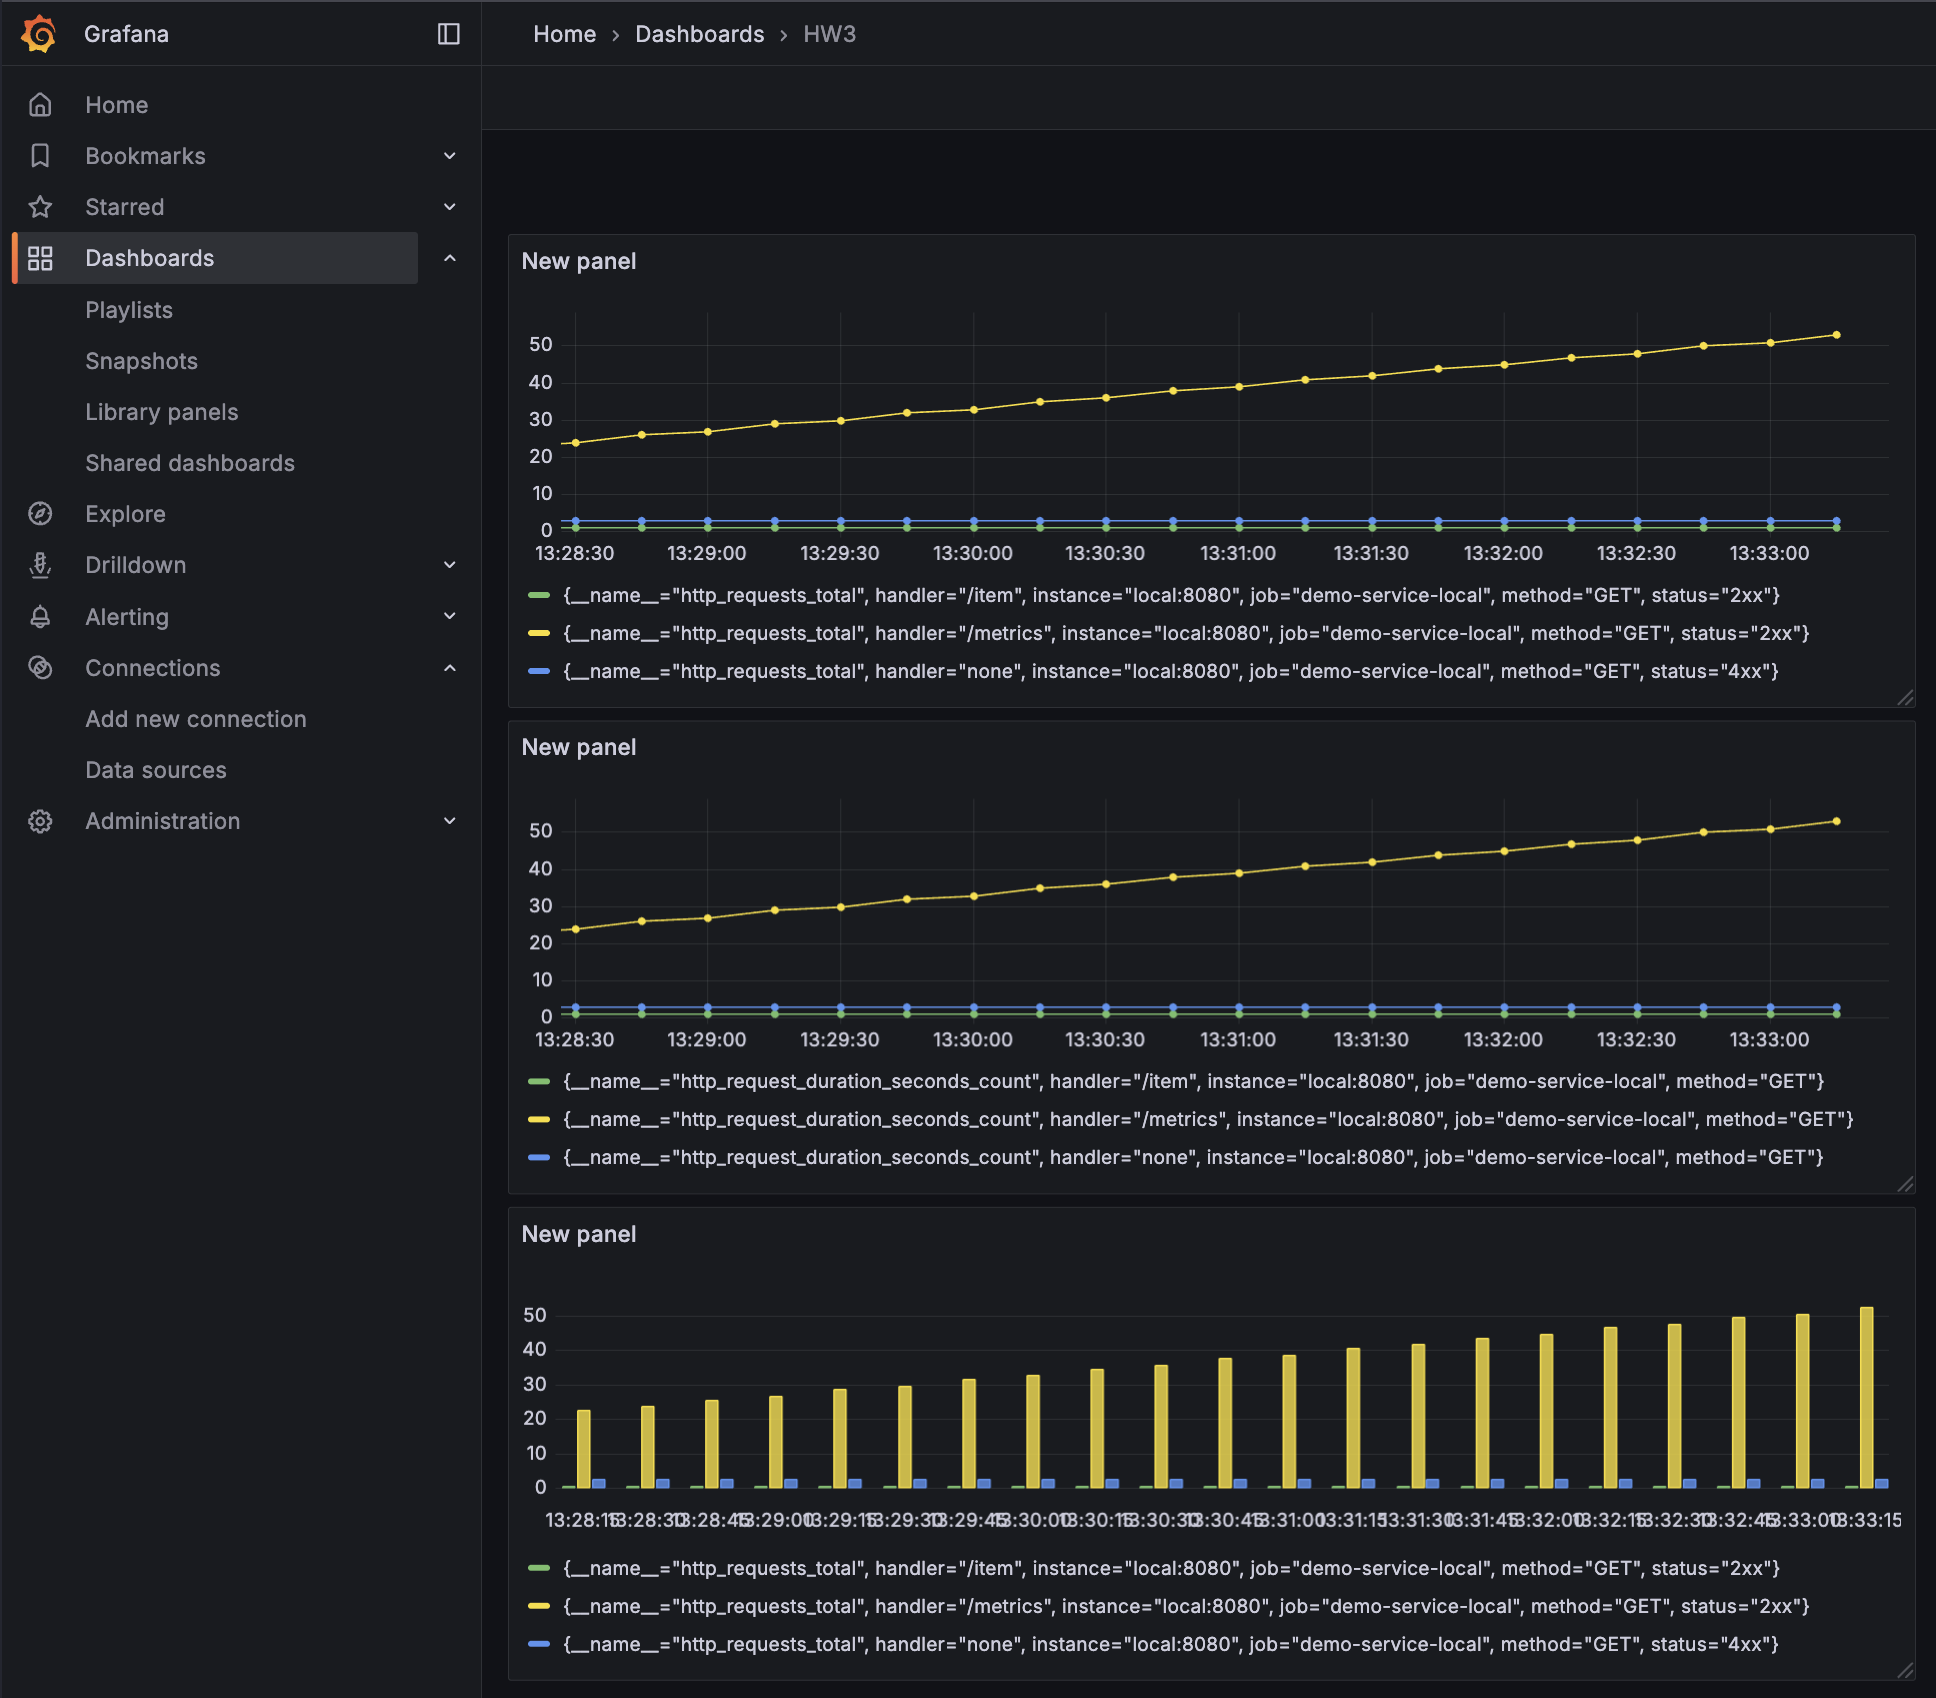 Grafana
Home › Dashboards › HW3
Home
Bookmarks
Starred
Dashboards
Playlists
Snapshots
Library panels
Shared dashboards
Explore
Drilldown
Alerting
Connections
Add new connection
Data sources
Administration
New panel
50
40
30
20
10
0
13:28:30 13:29:00 13:29:30 13:30:00 13:30:30 13:31:00 13:31:30 13:32:00 13:32:30 13:33:00
{__name__="http_requests_total", handler="/item", instance="local:8080", job="demo-service-local", method="GET", status="2xx"}
{__name__="http_requests_total", handler="/metrics", instance="local:8080", job="demo-service-local", method="GET", status="2xx"}
{__name__="http_requests_total", handler="none", instance="local:8080", job="demo-service-local", method="GET", status="4xx"}
New panel
50
40
30
20
10
0
13:28:30 13:29:00 13:29:30 13:30:00 13:30:30 13:31:00 13:31:30 13:32:00 13:32:30 13:33:00
{__name__="http_request_duration_seconds_count", handler="/item", instance="local:8080", job="demo-service-local", method="GET"}
{__name__="http_request_duration_seconds_count", handler="/metrics", instance="local:8080", job="demo-service-local", method="GET"}
{__name__="http_request_duration_seconds_count", handler="none", instance="local:8080", job="demo-service-local", method="GET"}
New panel
50
40
30
20
10
0
13:28:15 13:28:30 13:28:45 13:29:00 13:29:15 13:29:30 13:29:45 13:30:00 13:30:15 13:30:30 13:30:45 13:31:00 13:31:15 13:31:30 13:31:45 13:32:00 13:32:15 13:32:30 13:32:45 13:33:00 13:33:15
{__name__="http_requests_total", handler="/item", instance="local:8080", job="demo-service-local", method="GET", status="2xx"}
{__name__="http_requests_total", handler="/metrics", instance="local:8080", job="demo-service-local", method="GET", status="2xx"}
{__name__="http_requests_total", handler="none", instance="local:8080", job="demo-service-local", method="GET", status="4xx"}